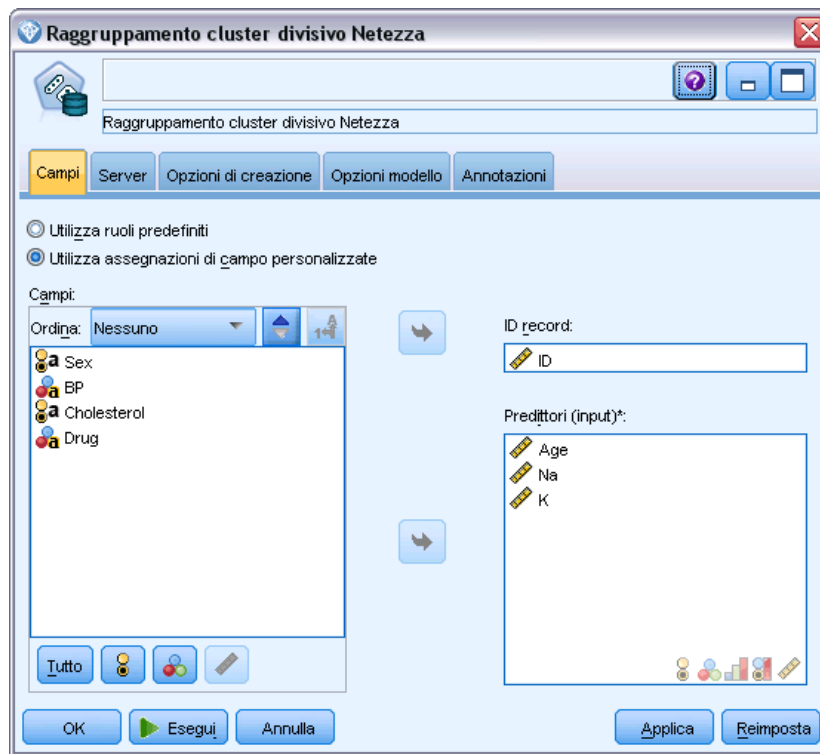 Raggruppamento cluster divisivo Netezza
Raggruppamento cluster divisivo Netezza
Campi Server Opzioni di creazione Opzioni modello Annotazioni
Utilizza ruoli predefiniti
Utilizza assegnazioni di campo personalizzate
Campi:
Ordina: Nessuno
Sex
BP
Cholesterol
Drug
Tutto
ID record:
ID
Predittori (input)*:
Age
Na
K
OK Esegui Annulla Applica Reimposta